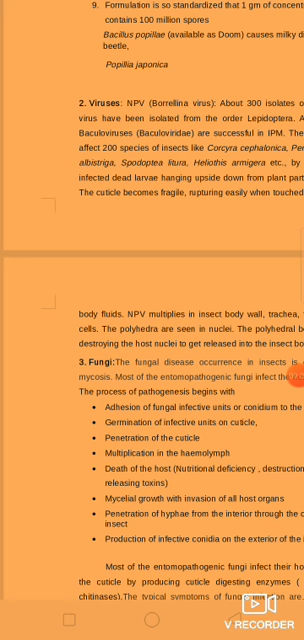 9. Formulation is so standardized that 1 gm of
contains 100 million spores
Bacillus popillae (available as Doom) causes milky
beetle,
Popillia japonica
2. Viruses: NPV (Borrellina virus): About 300 isolates
virus have been isolated from the order Lepidoptera.
Baculoviruses (Baculoviridae) are successful in IPM.
affect 200 species of insects like Corcyra cephalonica,
albistriga, Spodoptea litura, Heliothis armigera etc., by
infected dead larvae hanging upside down from plant
The cuticle becomes fragile, rupturing easily when touched
body fluids. NPV multiplies in insect body wall, trachea,
cells. The polyhedra are seen in nuclei. The polyhedral
destroying the host nuclei to get released into the insect
3. Fungi:The fungal disease occurrence in insects is
mycosis. Most of the entomopathogenic fungi infect
The process of pathogenesis begins with
• Adhesion of fungal infective units or conidium to the
• Germination of infective units on cuticle,
• Penetration of the cuticle
• Multiplication in the haemolymph
• Death of the host (Nutritional deficiency , destruction
releasing toxins)
• Mycelial growth with invasion of all host organs
• Penetration of hyphae from the interior through the
insect
• Production of infective conidia on the exterior of the
Most of the entomopathogenic fungi infect their
the cuticle by producing cuticle digesting enzymes (
chitinases).The typical symptoms of fungal infection are
V RECORDER